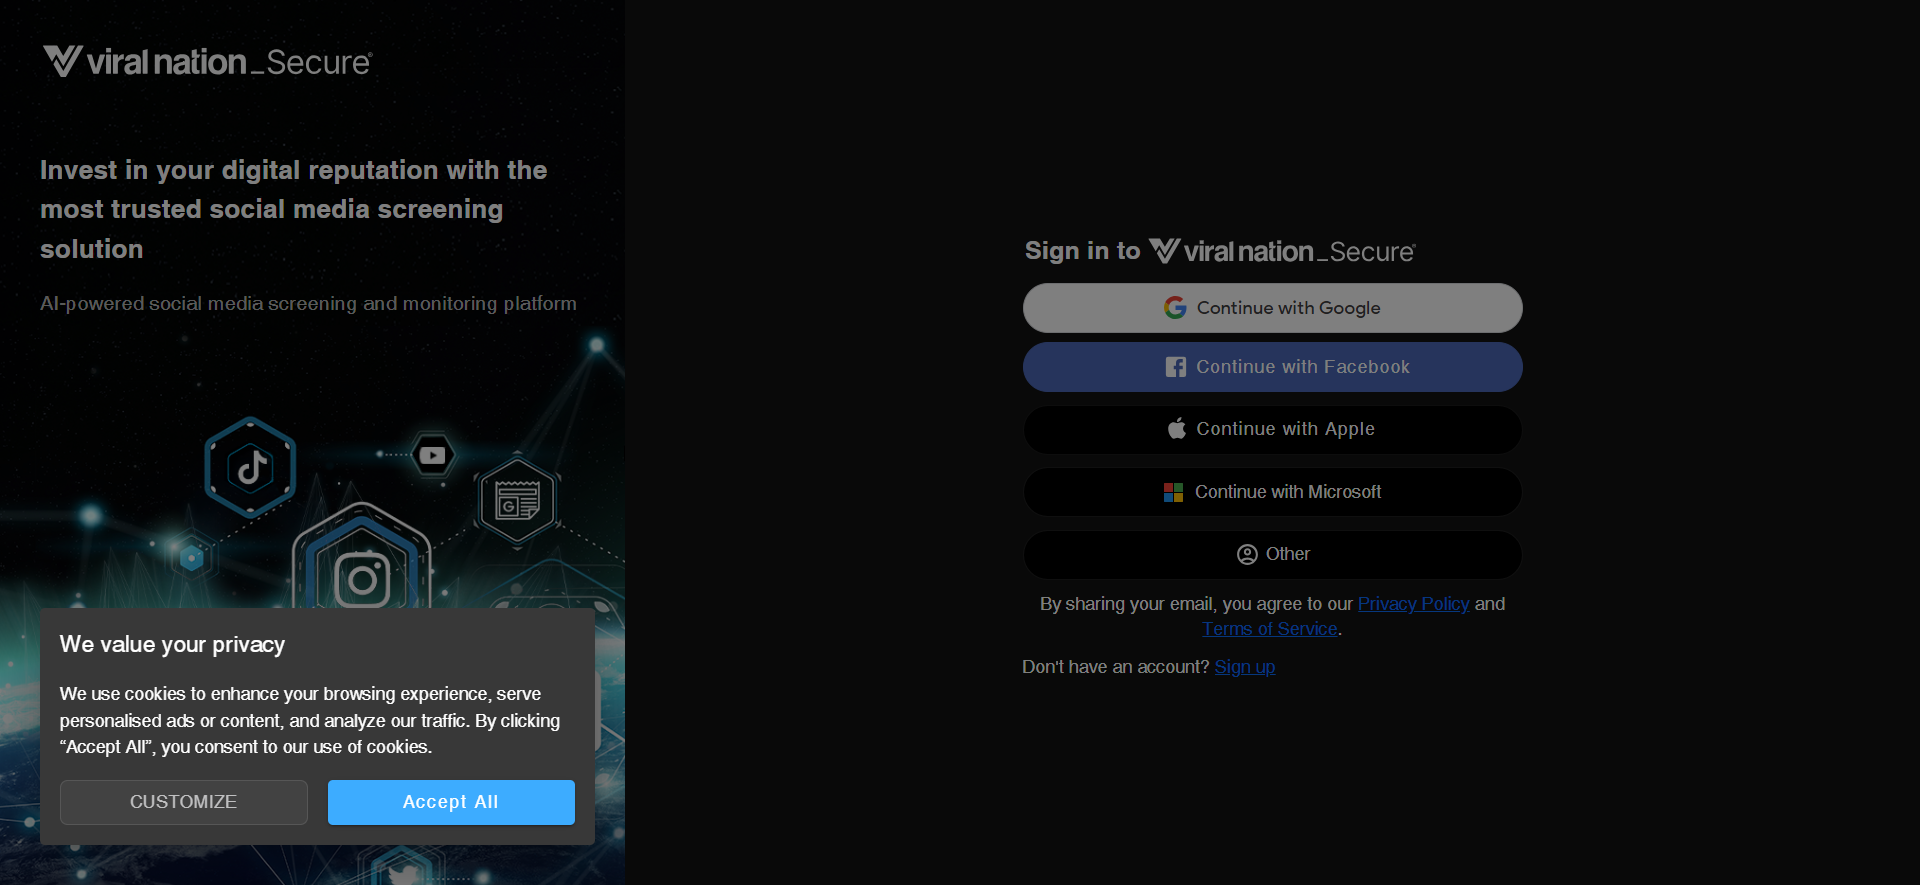 viral nation_Secure®
Invest in your digital reputation with the
most trusted social media screening
solution
AI-powered social media screening and monitoring platform
We value your privacy
We use cookies to enhance your browsing experience, serve
personalised ads or content, and analyze our traffic. By clicking
“Accept All”, you consent to our use of cookies.
CUSTOMIZE
Accept All
Sign in to viral nation_Secure®
Continue with Google
Continue with Facebook
Continue with Apple
Continue with Microsoft
Other
By sharing your email, you agree to our Privacy Policy and
Terms of Service.
Don't have an account? Sign up